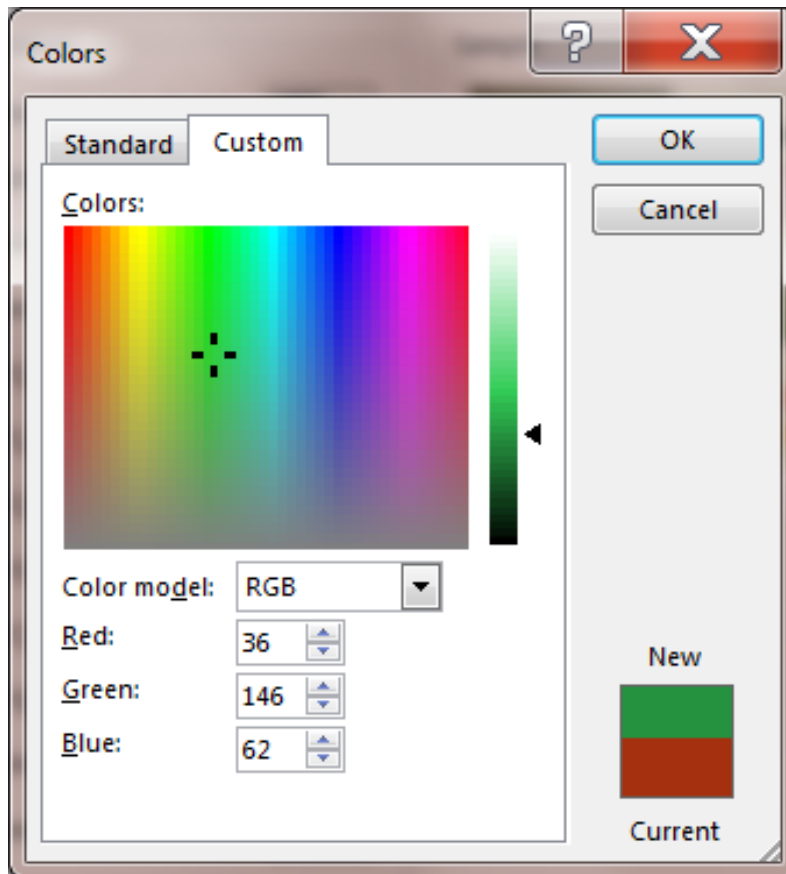 Colors
Standard
Custom
OK
Cancel
Colors:
Color model: RGB
Red: 36
Green: 146
Blue: 62
New
Current